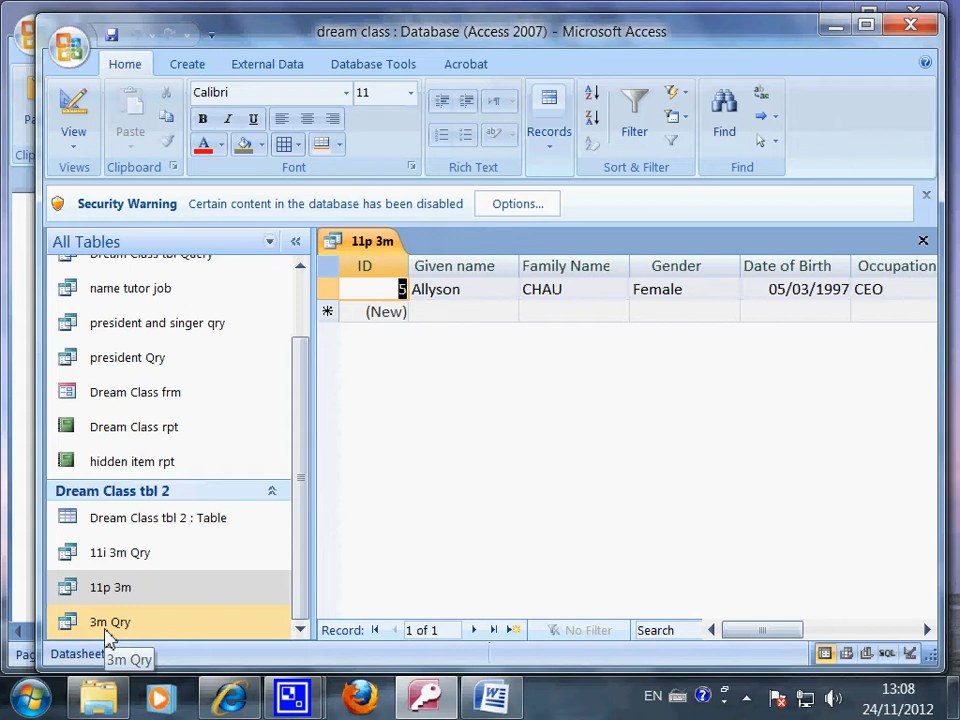 dream class : Database (Access 2007) - Microsoft Access
Home Create External Data Database Tools Acrobat
Calibri 11
View Paste Records Filter Find
Views Clipboard Font Rich Text Sort & Filter Find
Security Warning Certain content in the database has been disabled Options...
All Tables
11p 3m
ID Given name Family Name Gender Date of Birth Occupation
5 Allyson CHAU Female 05/03/1997 CEO
(New)
Dream Class tbl Query
name tutor job
president and singer qry
president Qry
Dream Class frm
Dream Class rpt
hidden item rpt
Dream Class tbl 2
Dream Class tbl 2 : Table
11i 3m Qry
11p 3m
3m Qry
Record: 1 of 1 No Filter Search
Datasheet
3m Qry
SQL
EN
13:08
24/11/2012